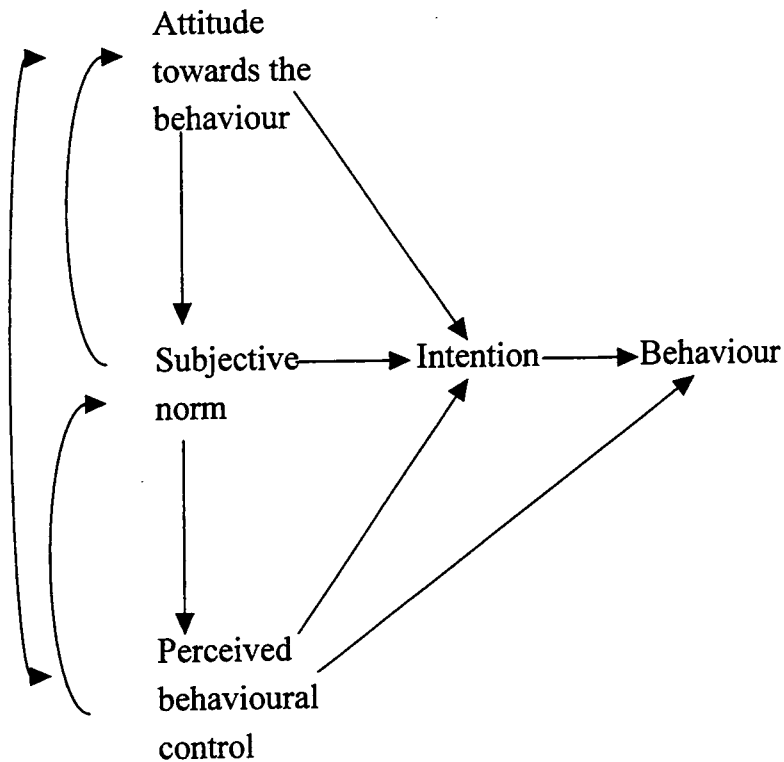 Attitude
towards the
behaviour
Subjective
norm
Intention
Behaviour
Perceived
behavioural
control